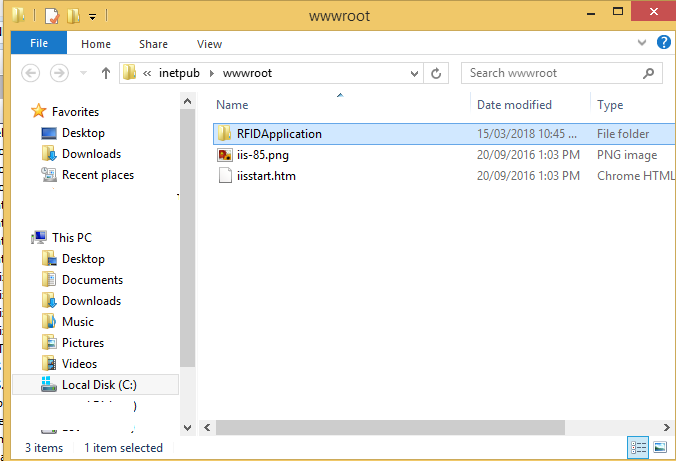 wwwroot
File Home Share View
inetpub wwwroot Search wwwroot
Name Date modified Type
Favorites
Desktop
Downloads
Recent places
This PC
Desktop
Documents
Downloads
Music
Pictures
Videos
Local Disk (C:)
RFIDApplication 15/03/2018 10:45 ... File folder
iis-85.png 20/09/2016 1:03 PM PNG image
iisstart.htm 20/09/2016 1:03 PM Chrome HTML
3 items 1 item selected